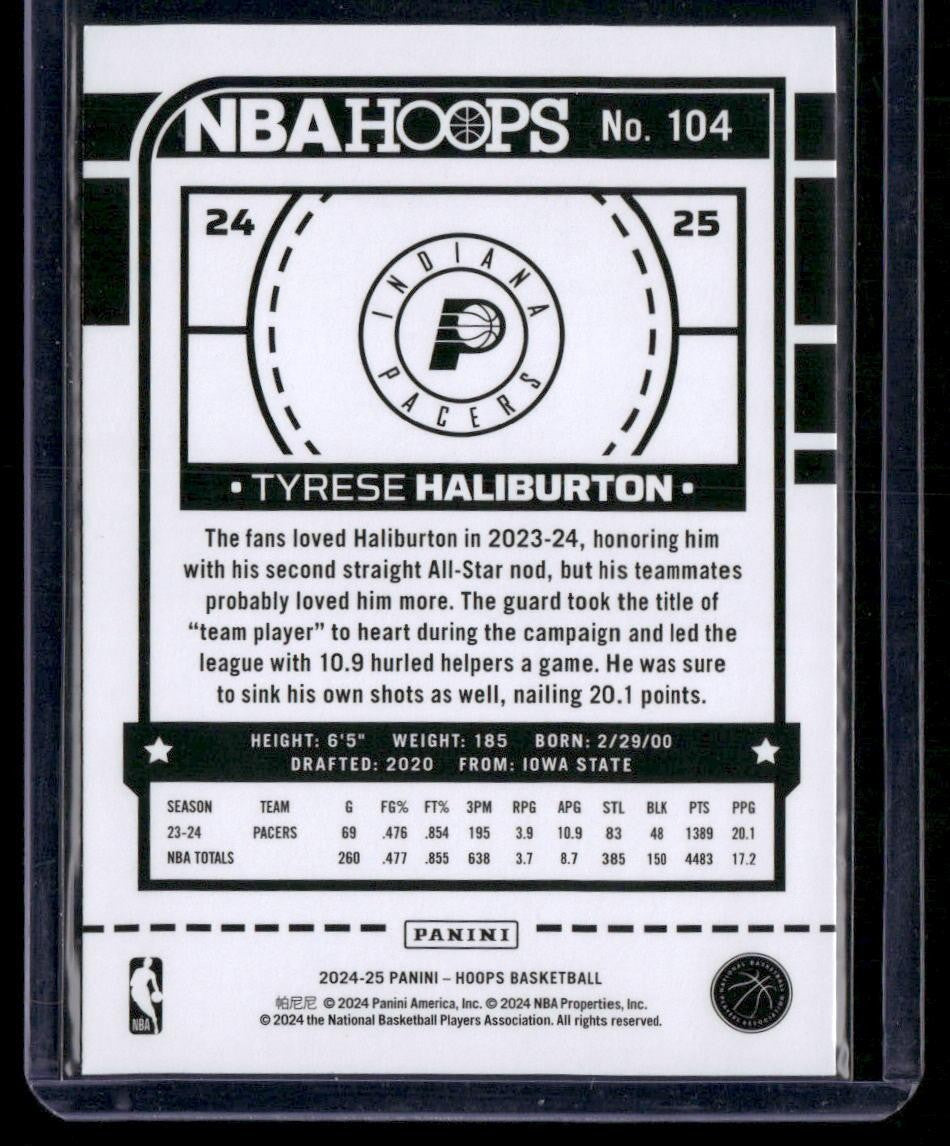 NBA HOOPS No. 104
24 25
INDIANA
PACERS
• TYRESE HALIBURTON •
The fans loved Haliburton in 2023-24, honoring him
with his second straight All-Star nod, but his teammates
probably loved him more. The guard took the title of
“team player” to heart during the campaign and led the
league with 10.9 hurled helpers a game. He was sure
to sink his own shots as well, nailing 20.1 points.
HEIGHT: 6'5" WEIGHT: 185 BORN: 2/29/00
DRAFTED: 2020 FROM: IOWA STATE
SEASON TEAM G FG% FT% 3PM RPG APG STL BLK PTS PPG
23-24 PACERS 69 .476 .854 195 3.9 10.9 83 48 1389 20.1
NBA TOTALS 260 .477 .855 638 3.7 8.7 385 150 4483 17.2
PANINI
2024-25 PANINI – HOOPS BASKETBALL
帕尼尼 © 2024 Panini America, Inc. © 2024 NBA Properties, Inc.
© 2024 the National Basketball Players Association. All rights reserved.
NBA
NATIONAL BASKETBALL PLAYERS ASSOCIATION